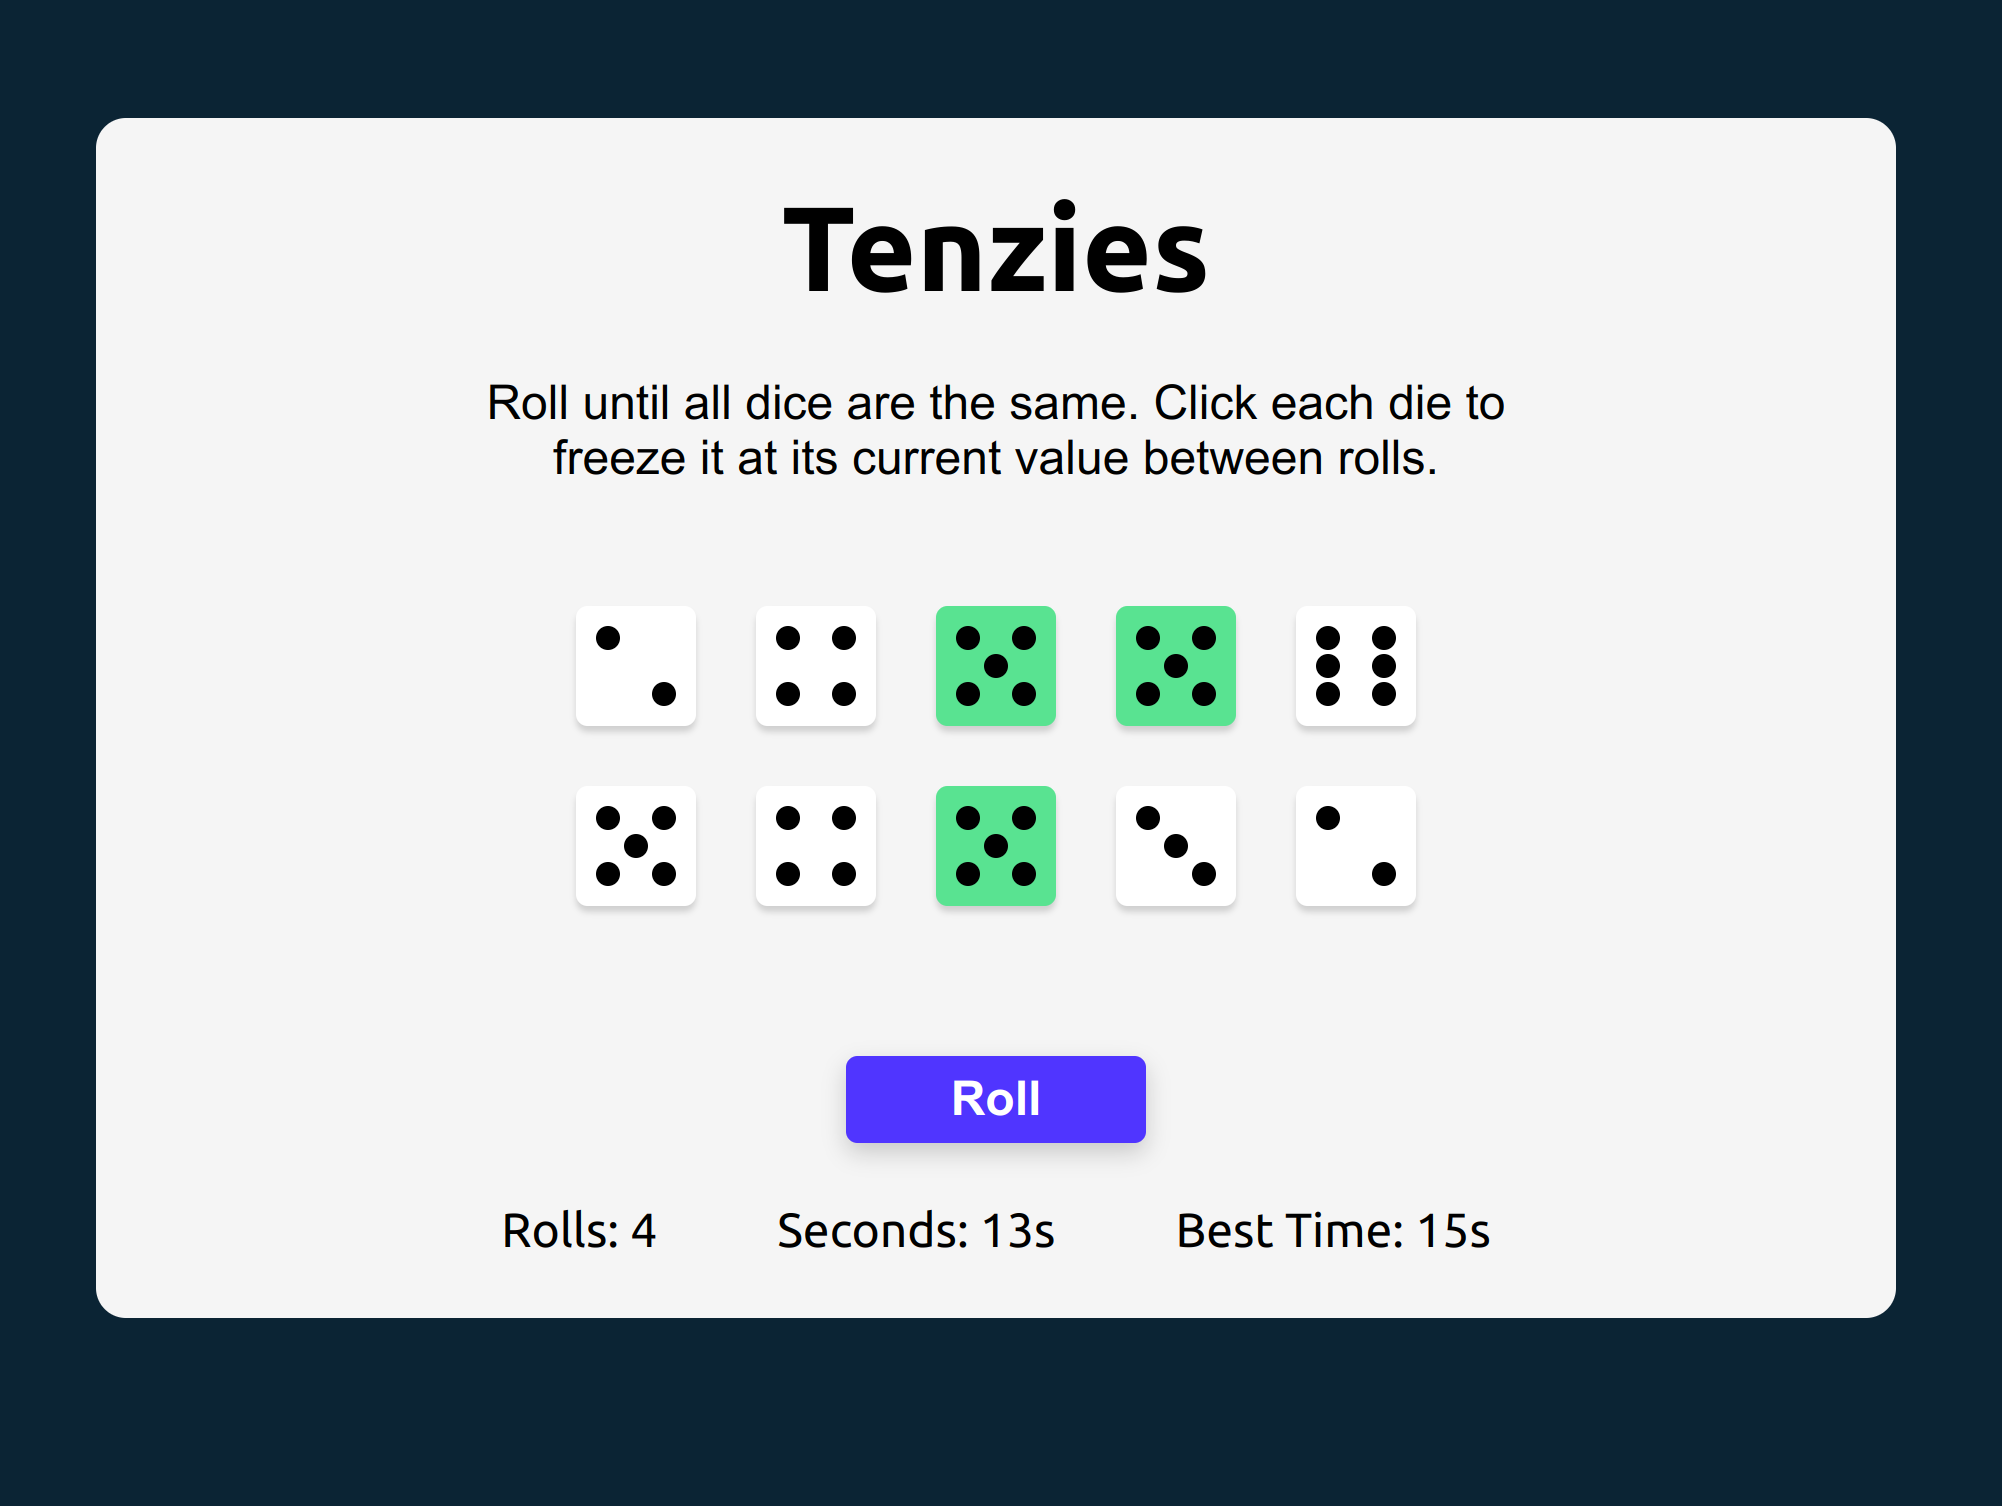 Tenzies
Roll until all dice are the same. Click each die to
freeze it at its current value between rolls.
Roll
Rolls: 4 Seconds: 13s Best Time: 15s